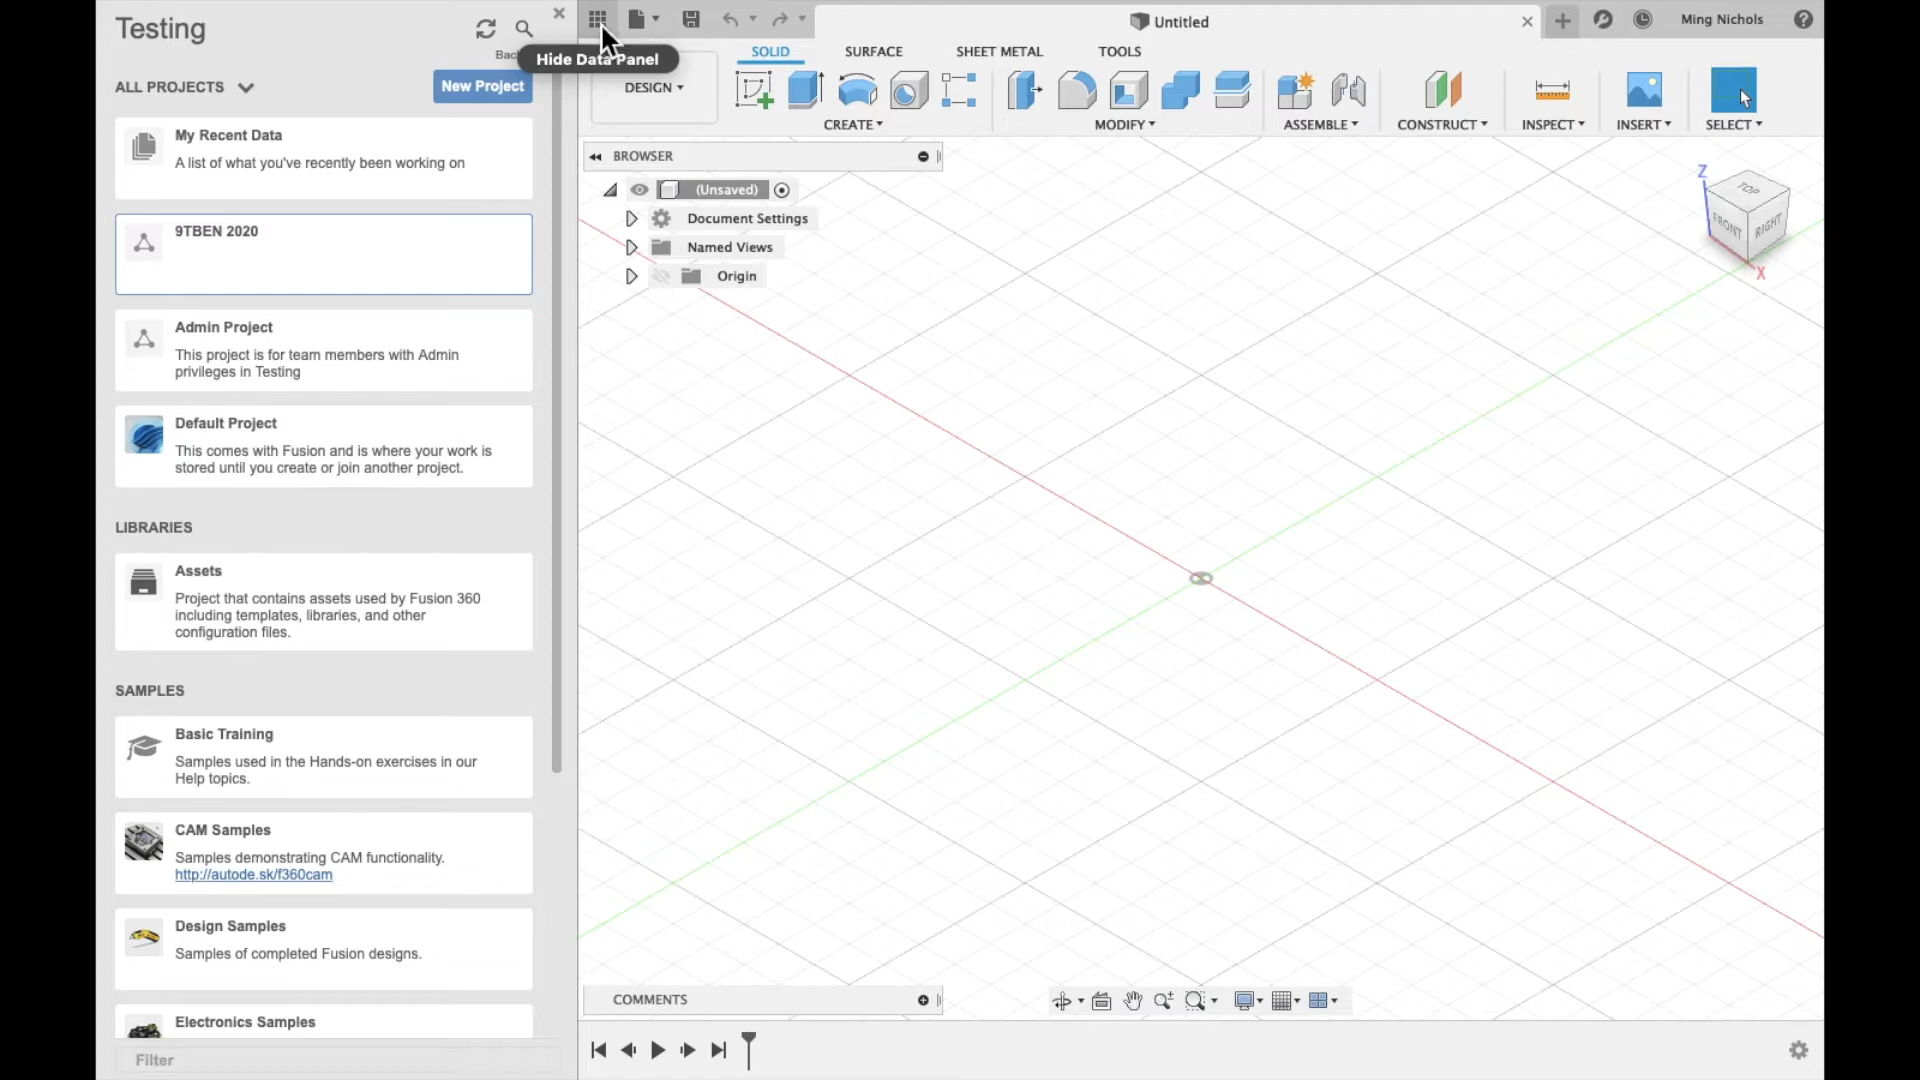 Testing
Back
Hide Data Panel
ALL PROJECTS
New Project
My Recent Data
A list of what you've recently been working on
9TBEN 2020
Admin Project
This project is for team members with Admin
privileges in Testing
Default Project
This comes with Fusion and is where your work is
stored until you create or join another project.
LIBRARIES
Assets
Project that contains assets used by Fusion 360
including templates, libraries, and other
configuration files.
SAMPLES
Basic Training
Samples used in the Hands-on exercises in our
Help topics.
CAM Samples
Samples demonstrating CAM functionality.
http://autode.sk/f360cam
Design Samples
Samples of completed Fusion designs.
Electronics Samples
Filter
Untitled
Ming Nichols
SOLID SURFACE SHEET METAL TOOLS
DESIGN
CREATE MODIFY ASSEMBLE CONSTRUCT INSPECT INSERT SELECT
BROWSER
(Unsaved)
Document Settings
Named Views
Origin
Z
TOP
FRONT RIGHT
X
COMMENTS